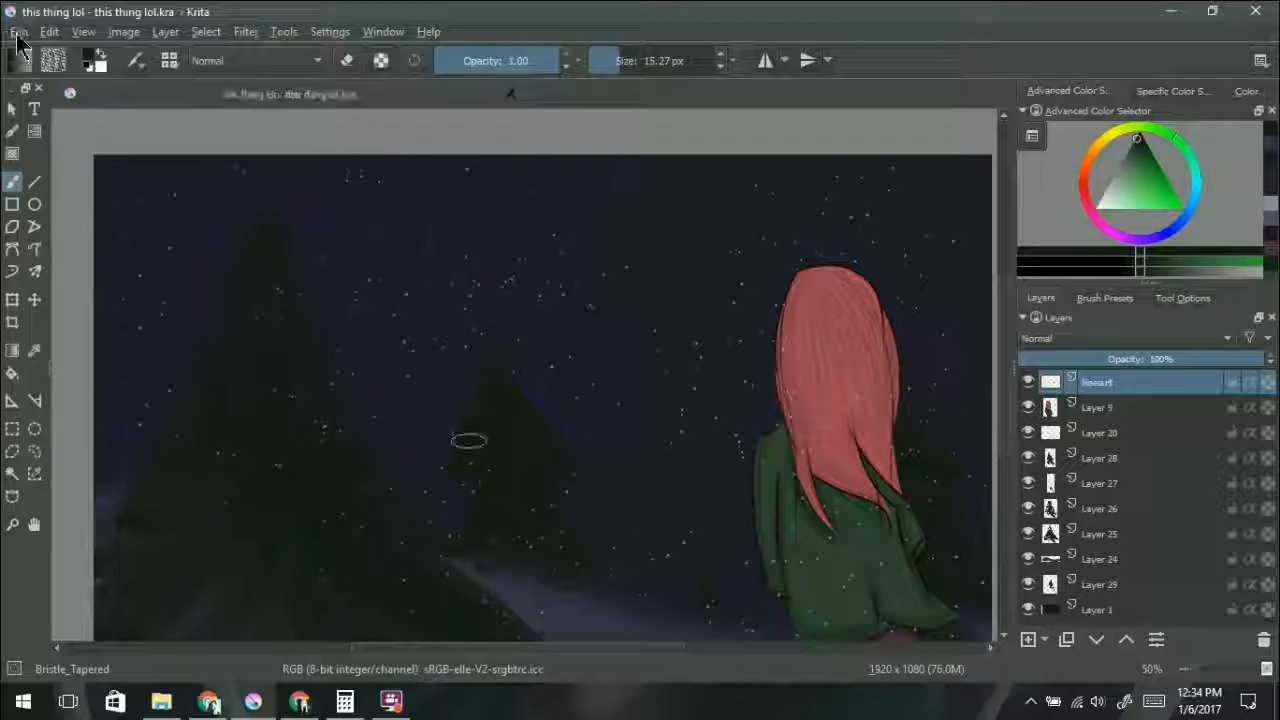 this thing lol - this thing lol.kra - Krita
Edit View Image Layer Select Filter Tools Settings Window Help
Normal
Opacity: 1.00
Size: 15.27 px
Advanced Color S... Specific Color S... Color...
Advanced Color Selector
Layers Brush Presets Tool Options
Layers
Normal
Opacity: 100%
lineart
Layer 9
Layer 20
Layer 28
Layer 27
Layer 26
Layer 25
Layer 24
Layer 29
Layer 1
Bristle_Tapered
RGB (8-bit integer/channel) sRGB-elle-V2-srgbtrc.icc
1920 x 1080 (76.0M)
50%
12:34 PM
1/6/2017